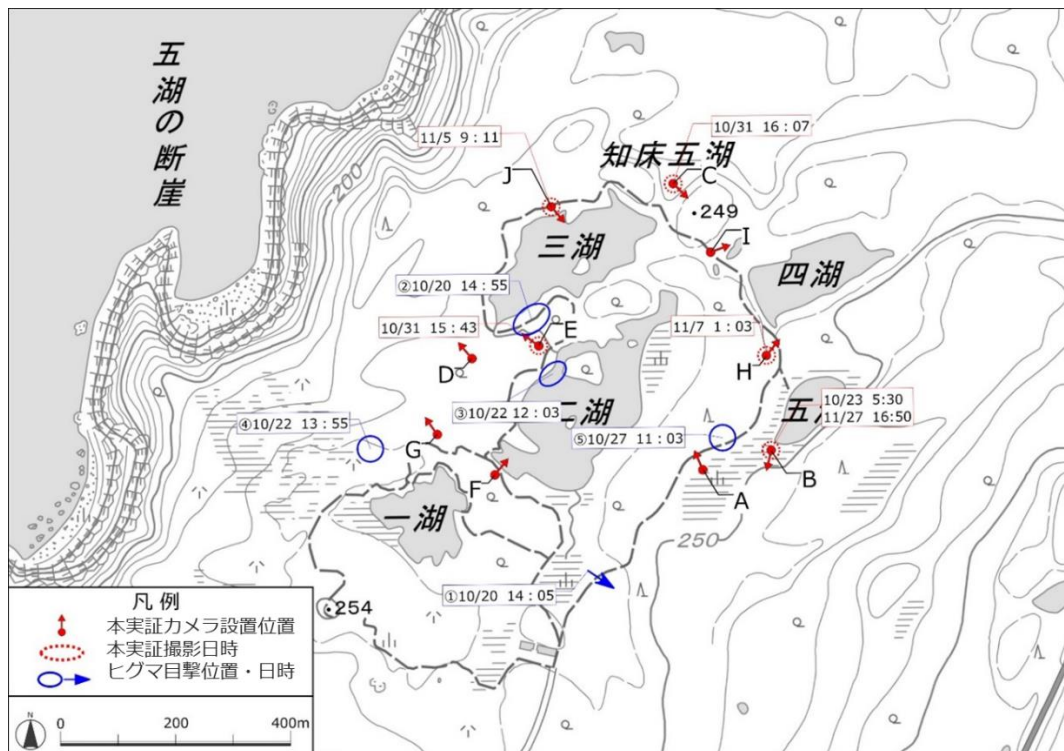 五湖の断崖
200
11/5 9：11
10/31 16：07
知床五湖
J
C
・249
I
三湖
四湖
②10/20 14：55
10/31 15：43
E
11/7 1：03
D
H
二湖
五
10/23 5:30
11/27 16:50
③10/22 12：03
④10/22 13：55
⑤10/27 11：03
G
F
A
B
一湖
250
①10/20 14：05
・254
凡 例
本実証カメラ設置位置
本実証撮影日時
ヒグマ目撃位置・日時
N
0 200 400m